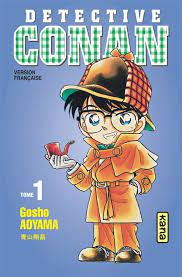 DETECTIVE
CONAN
VERSION
FRANÇAISE
TOME 1
Gosho
AOYAMA
青山剛昌
kana